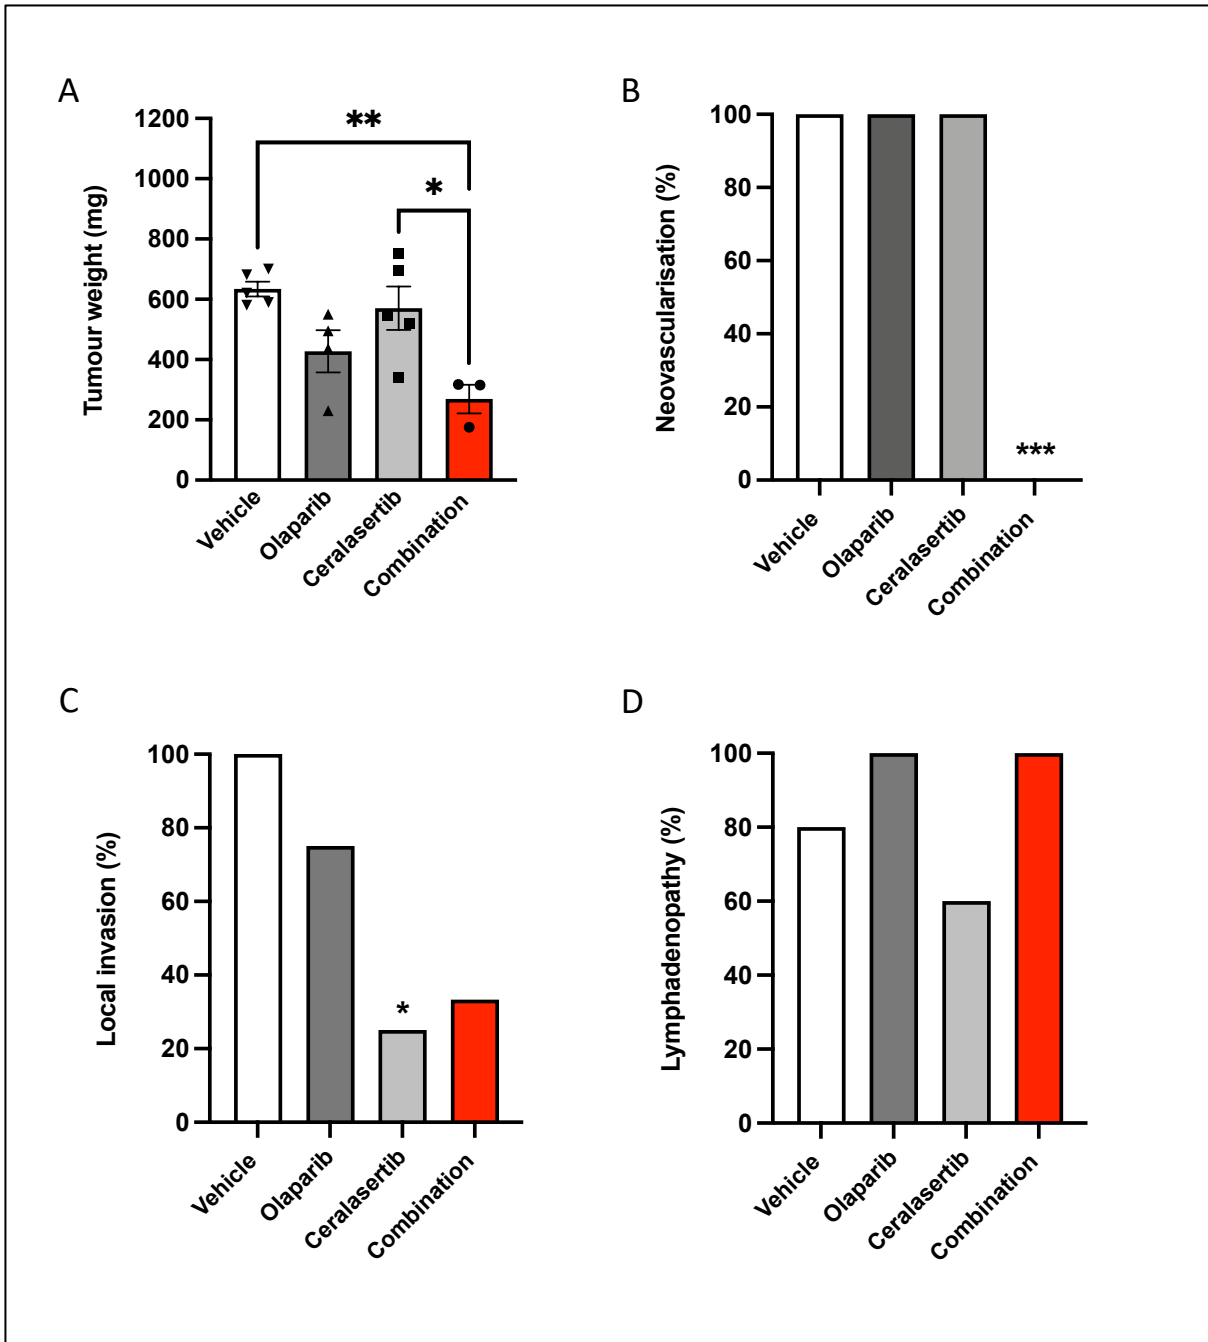 A
Tumour weight (mg)
1200
1000
800
600
400
200
0
**
*
Vehicle
Olaparib
Ceralasertib
Combination
B
Neovascularisation (%)
100
80
60
40
20
0
***
Vehicle
Olaparib
Ceralasertib
Combination
C
Local invasion (%)
100
80
60
40
20
0
*
Vehicle
Olaparib
Ceralasertib
Combination
D
Lymphadenopathy (%)
100
80
60
40
20
0
Vehicle
Olaparib
Ceralasertib
Combination